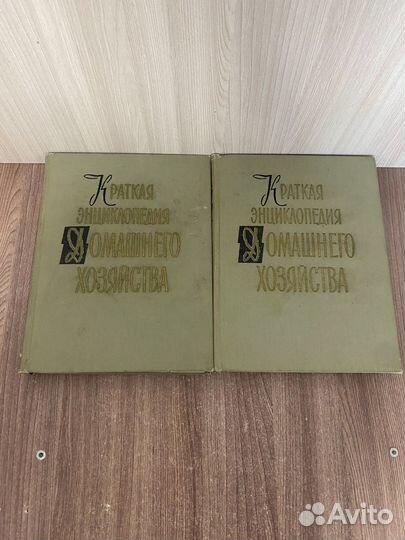 Краткая
энциклопедия
Домашнего
хозяйства
Краткая
энциклопедия
Домашнего
хозяйства
Avito